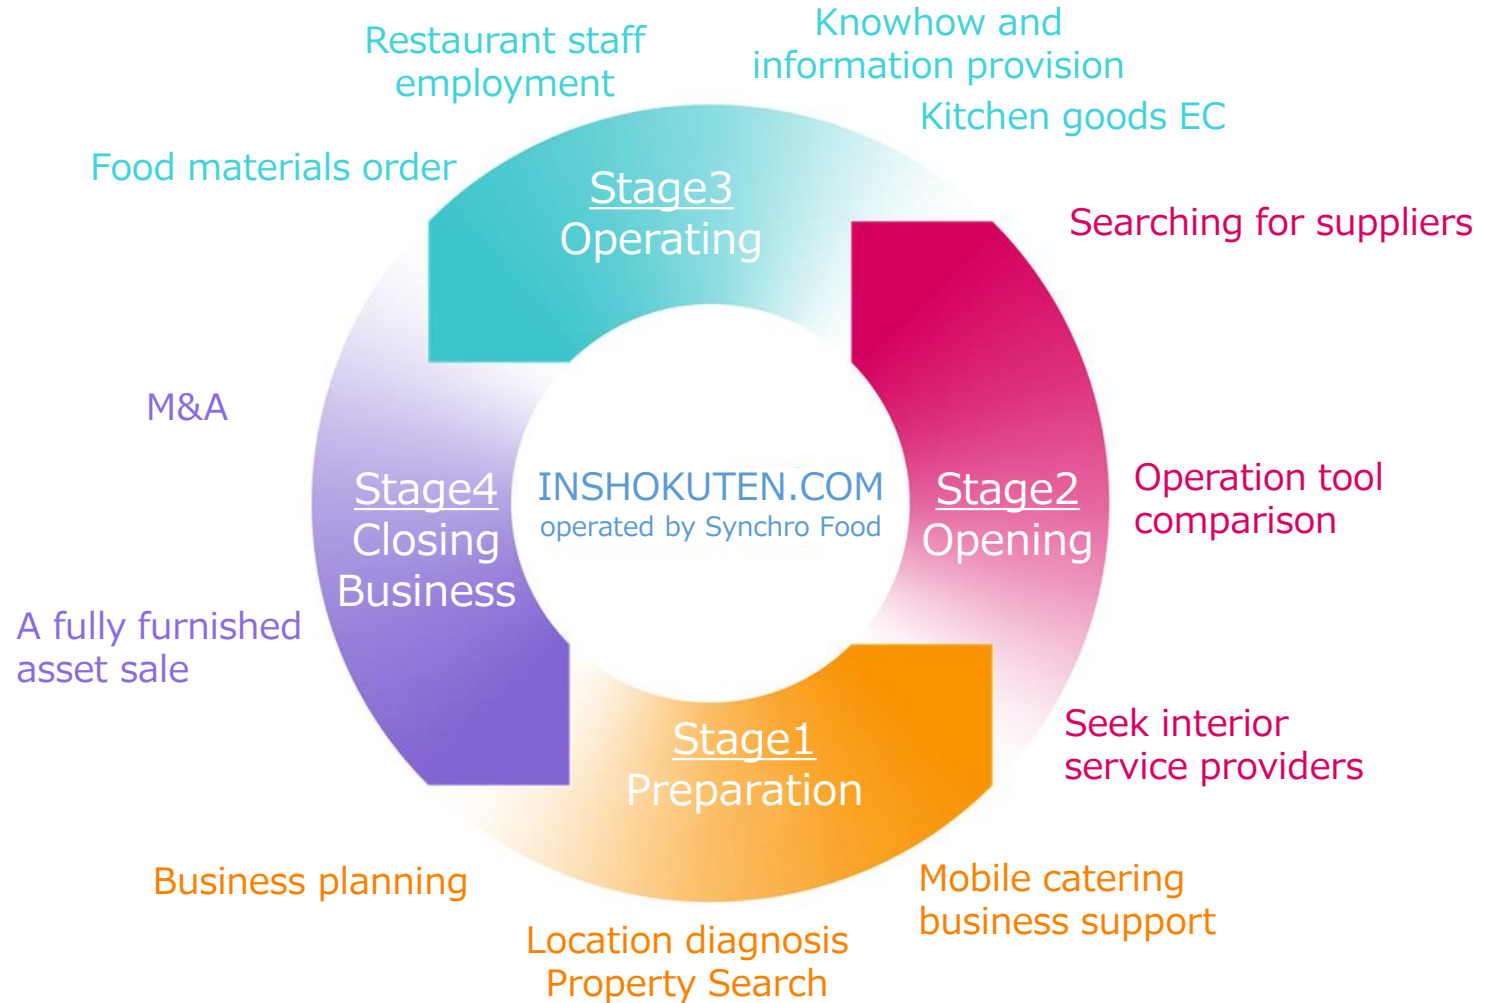 Restaurant staff
employment
Knowhow and
information provision
Kitchen goods EC
Food materials order
Stage3
Operating
Searching for suppliers
M&A
Stage4
Closing
Business
INSHOKUTEN.COM
operated by Synchro Food
Stage2
Opening
Operation tool
comparison
A fully furnished
asset sale
Stage1
Preparation
Seek interior
service providers
Business planning
Location diagnosis
Property Search
Mobile catering
business support